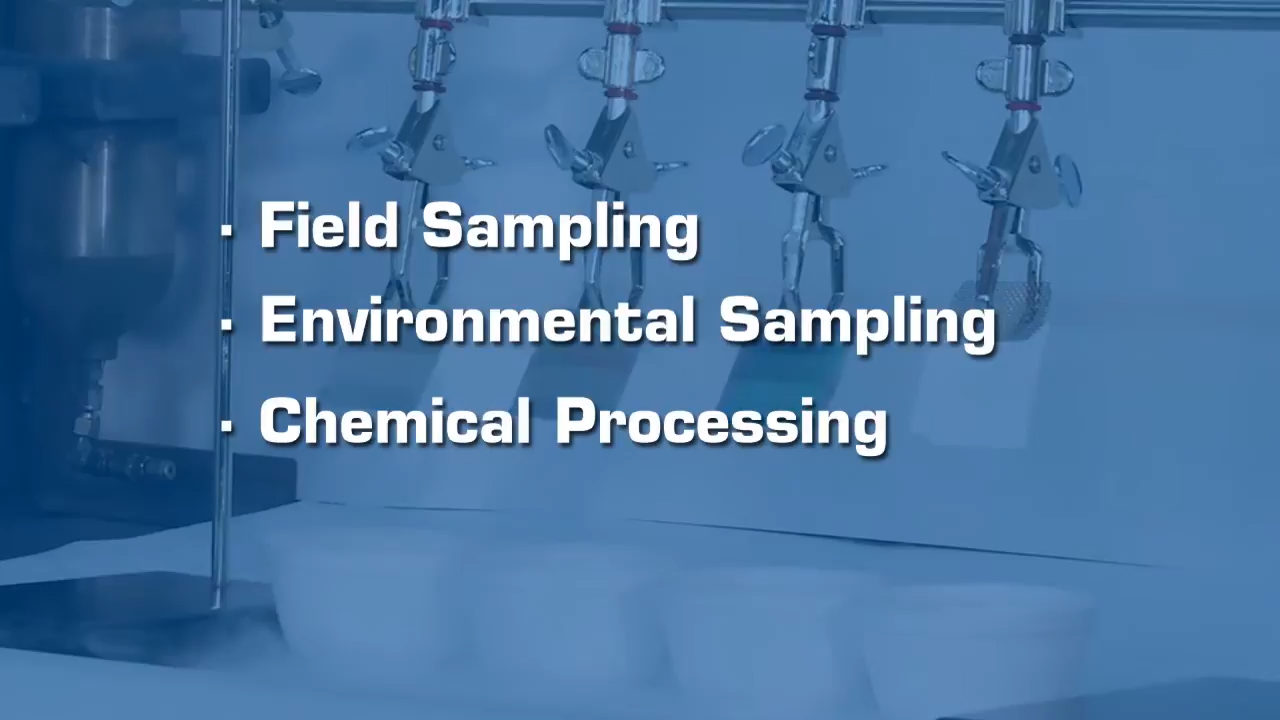 · Field Sampling
· Environmental Sampling
· Chemical Processing